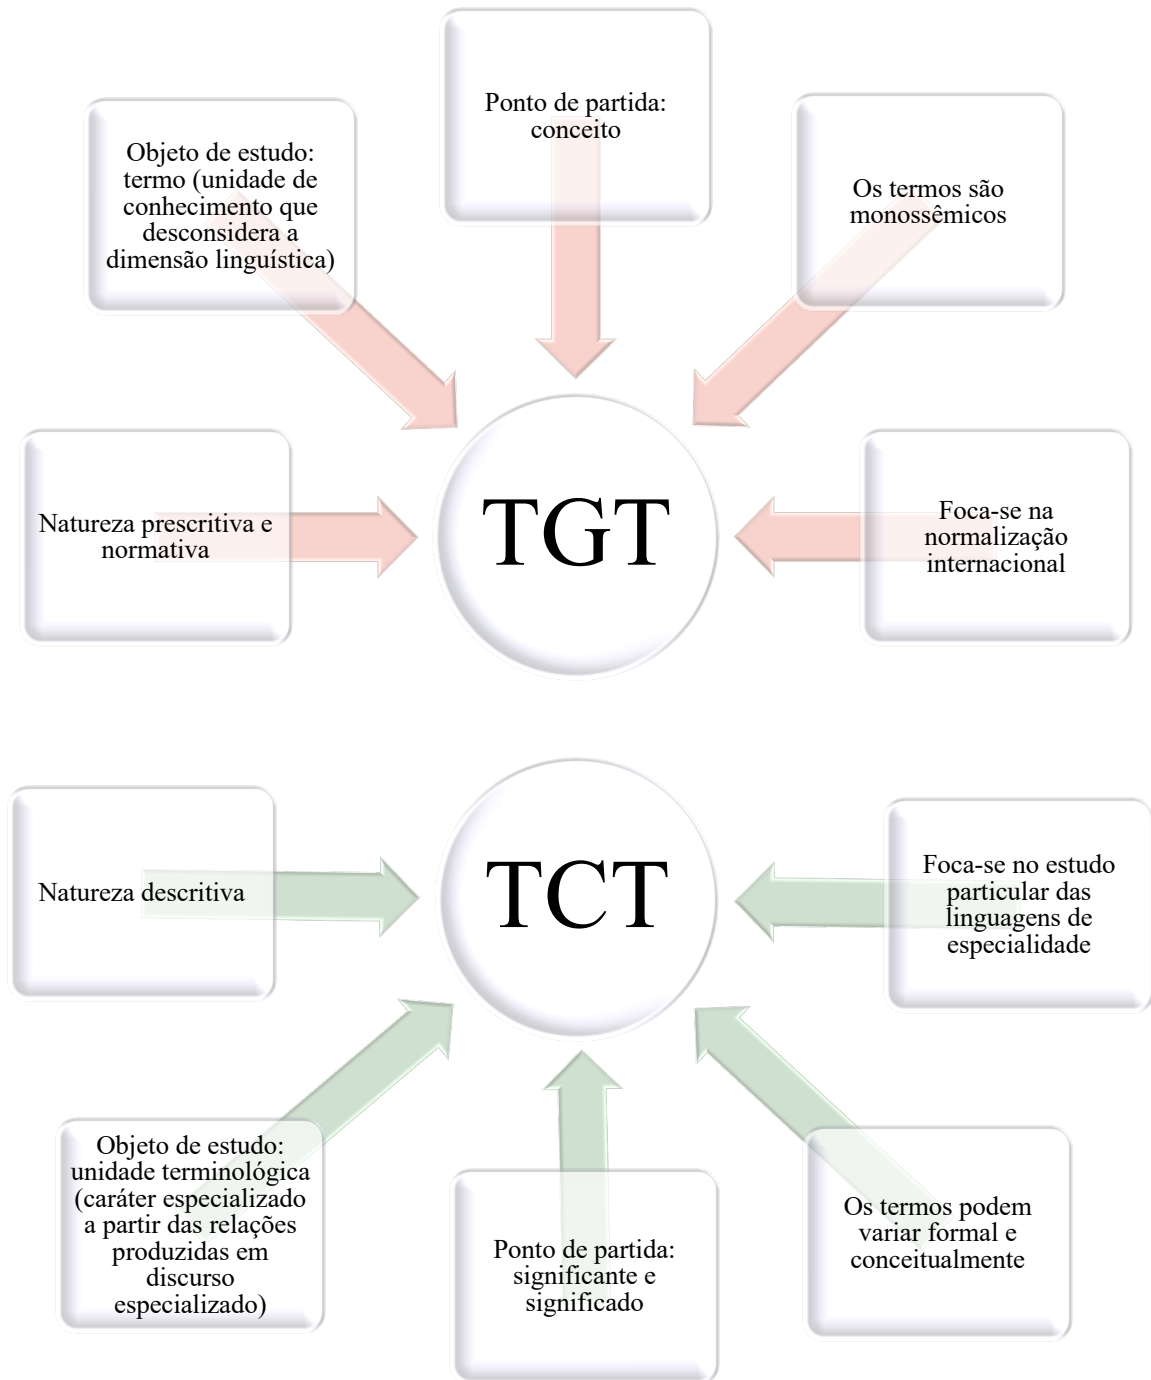 Ponto de partida:
conceito
Objeto de estudo:
termo (unidade de
conhecimento que
desconsidera a
dimensão linguística)
Os termos são
monossêmicos
Natureza prescritiva e
normativa
TGT
Foca-se na
normalização
internacional
Natureza descritiva
TCT
Foca-se no estudo
particular das
linguagens de
especialidade
Objeto de estudo:
unidade terminológica
(caráter especializado
a partir das relações
produzidas em
discurso
especializado)
Ponto de partida:
significante e
significado
Os termos podem
variar formal e
conceitualmente